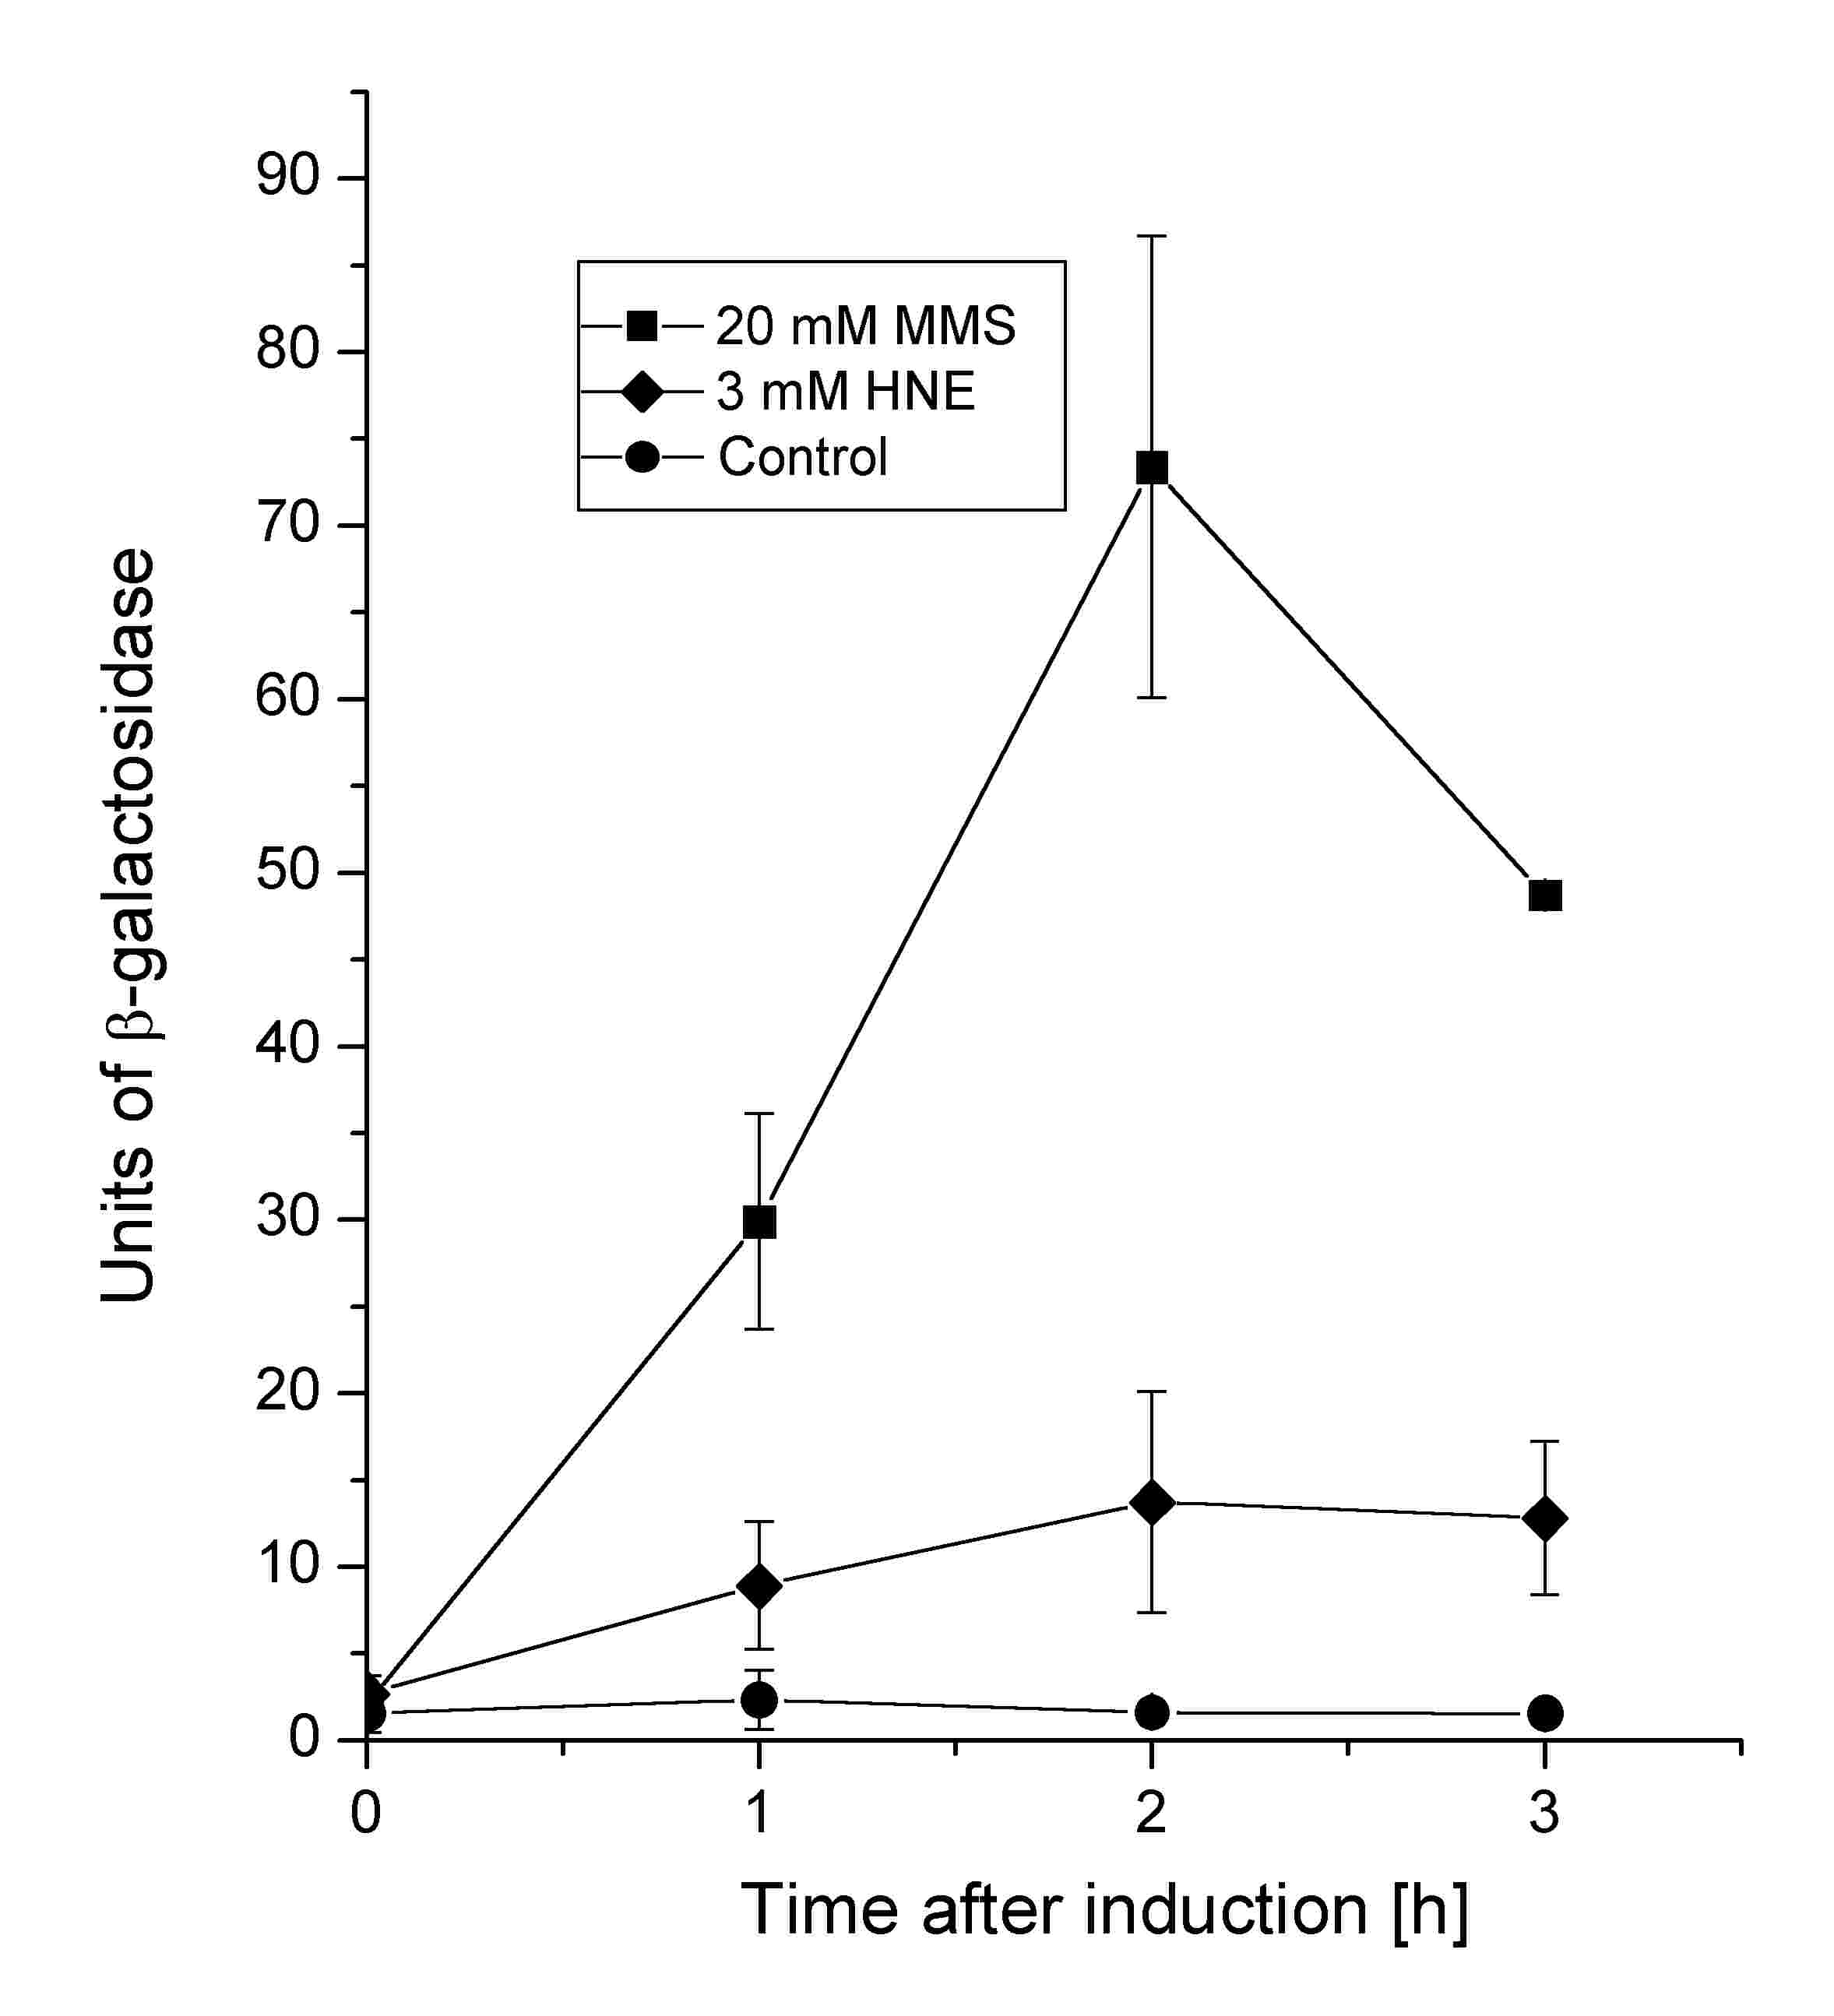 90
80
70
60
50
40
30
20
10
0
Units of β-galactosidase
20 mM MMS
3 mM HNE
Control
0 1 2 3
Time after induction [h]